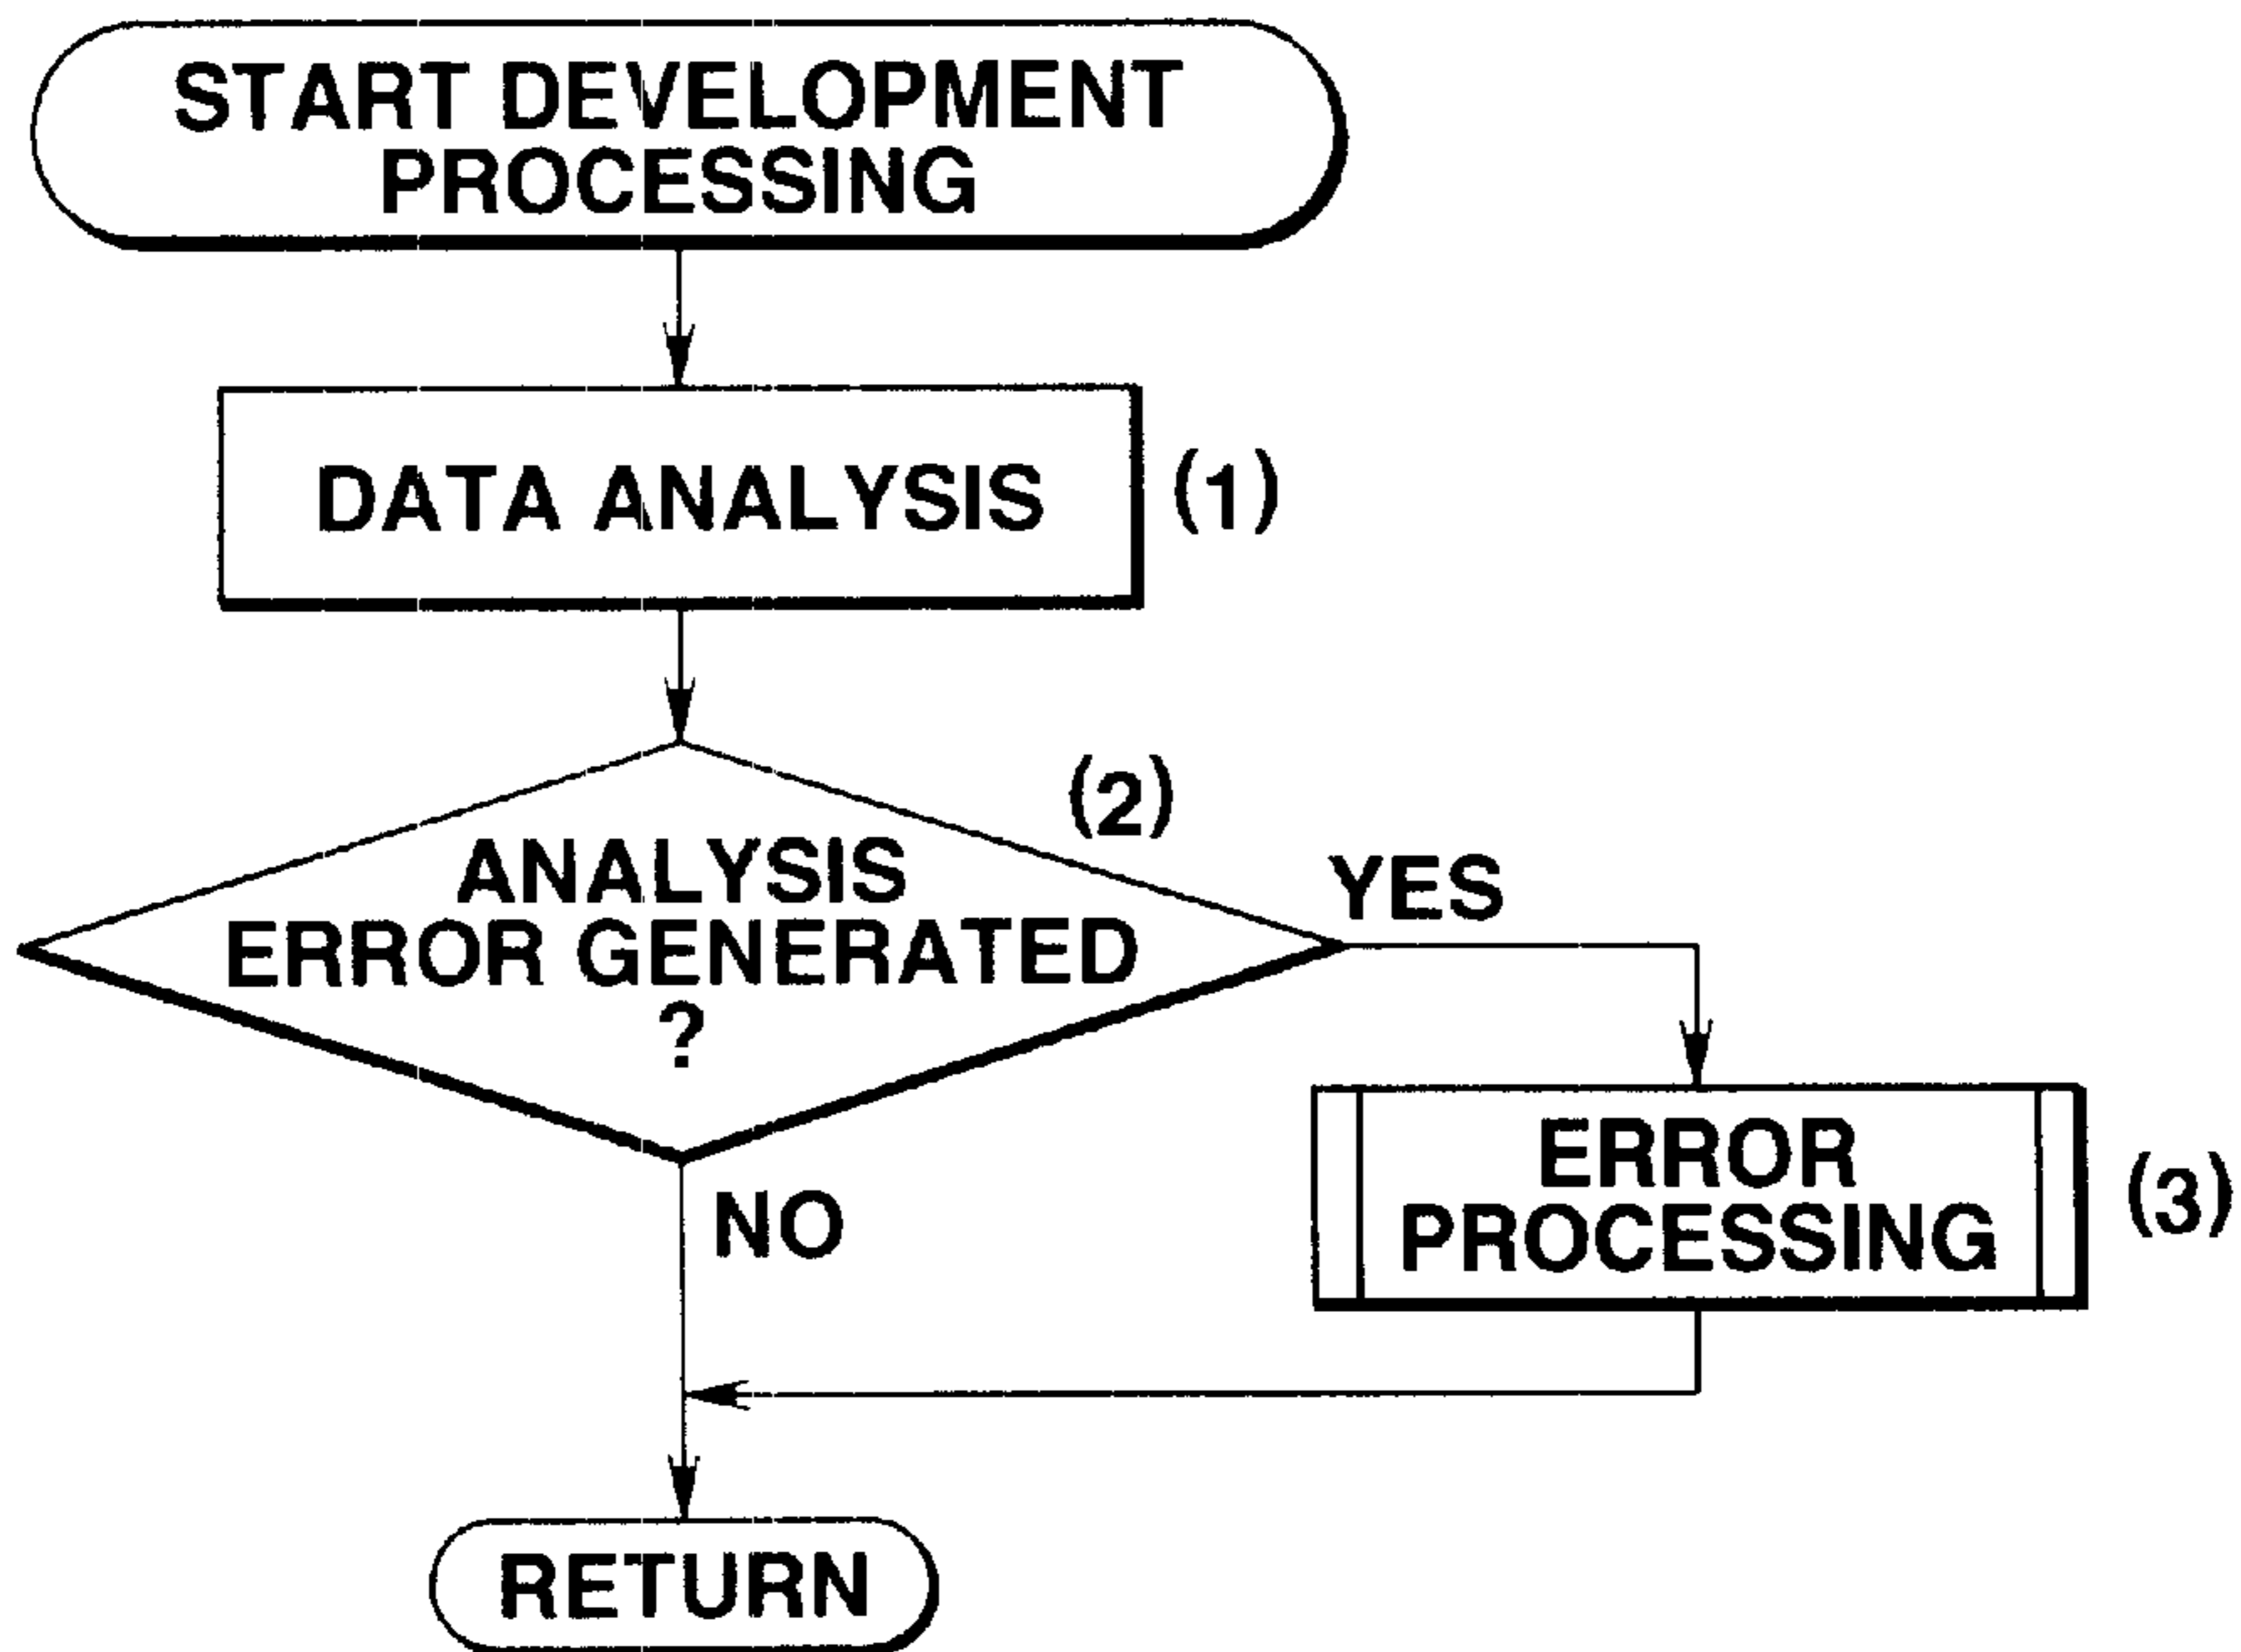 START DEVELOPMENT
PROCESSING
DATA ANALYSIS
(1)
(2)
ANALYSIS
ERROR GENERATED
?
YES
ERROR
PROCESSING
(3)
NO
RETURN